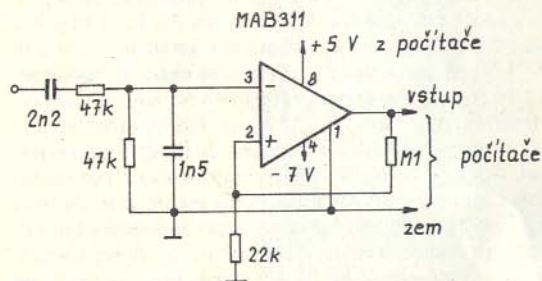 MAB311
+5 V z počítače
3
-
8
47k
2n2
vstup
1
2
+
4
47k
1n5
M1
počítače
-7 V
zem
22k